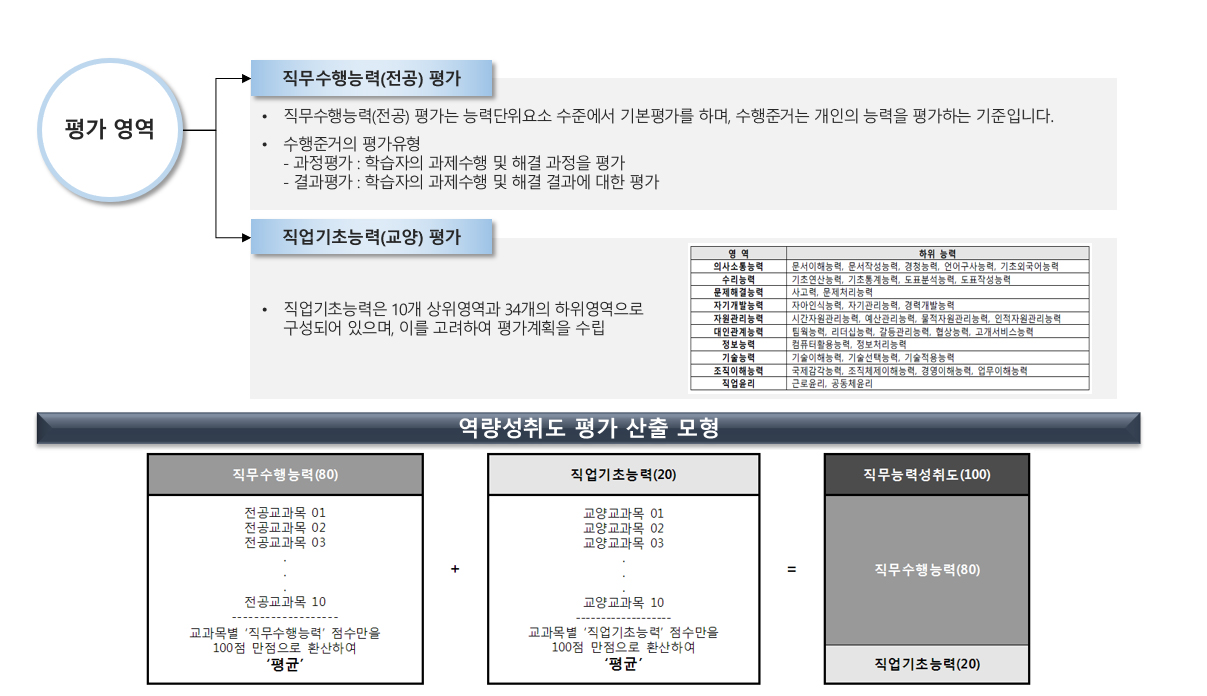 평가 영역
직무수행능력(전공) 평가
• 직무수행능력(전공) 평가는 능력단위요소 수준에서 기본평가를 하며, 수행준거는 개인의 능력을 평가하는 기준입니다.
• 수행준거의 평가유형
- 과정평가 : 학습자의 과제수행 및 해결 과정을 평가
- 결과평가 : 학습자의 과제수행 및 해결 결과에 대한 평가
직업기초능력(교양) 평가
• 직업기초능력은 10개 상위영역과 34개의 하위영역으로
구성되어 있으며, 이를 고려하여 평가계획을 수립
영 역 하위 능력
의사소통능력 문서이해능력, 문서작성능력, 경청능력, 언어구사능력, 기초외국어능력
수리능력 기초연산능력, 기초통계능력, 도표분석능력, 도표작성능력
문제해결능력 사고력, 문제처리능력
자기개발능력 자아인식능력, 자기관리능력, 경력개발능력
자원관리능력 시간자원관리능력, 예산관리능력, 물적자원관리능력, 인적자원관리능력
대인관계능력 팀웍능력, 리더십능력, 갈등관리능력, 협상능력, 고객서비스능력
정보능력 컴퓨터활용능력, 정보처리능력
기술능력 기술이해능력, 기술선택능력, 기술적용능력
조직이해능력 국제감각능력, 조직체제이해능력, 경영이해능력, 업무이해능력
직업윤리 근로윤리, 공동체윤리
역량성취도 평가 산출 모형
직무수행능력(80)
전공교과목 01
전공교과목 02
전공교과목 03
.
.
.
전공교과목 10
-------------------
교과목별 '직무수행능력' 점수만을
100점 만점으로 환산하여
'평균'
+
직업기초능력(20)
교양교과목 01
교양교과목 02
교양교과목 03
.
.
.
교양교과목 10
-------------------
교과목별 '직업기초능력' 점수만을
100점 만점으로 환산하여
'평균'
=
직무능력성취도(100)
직무수행능력(80)
직업기초능력(20)